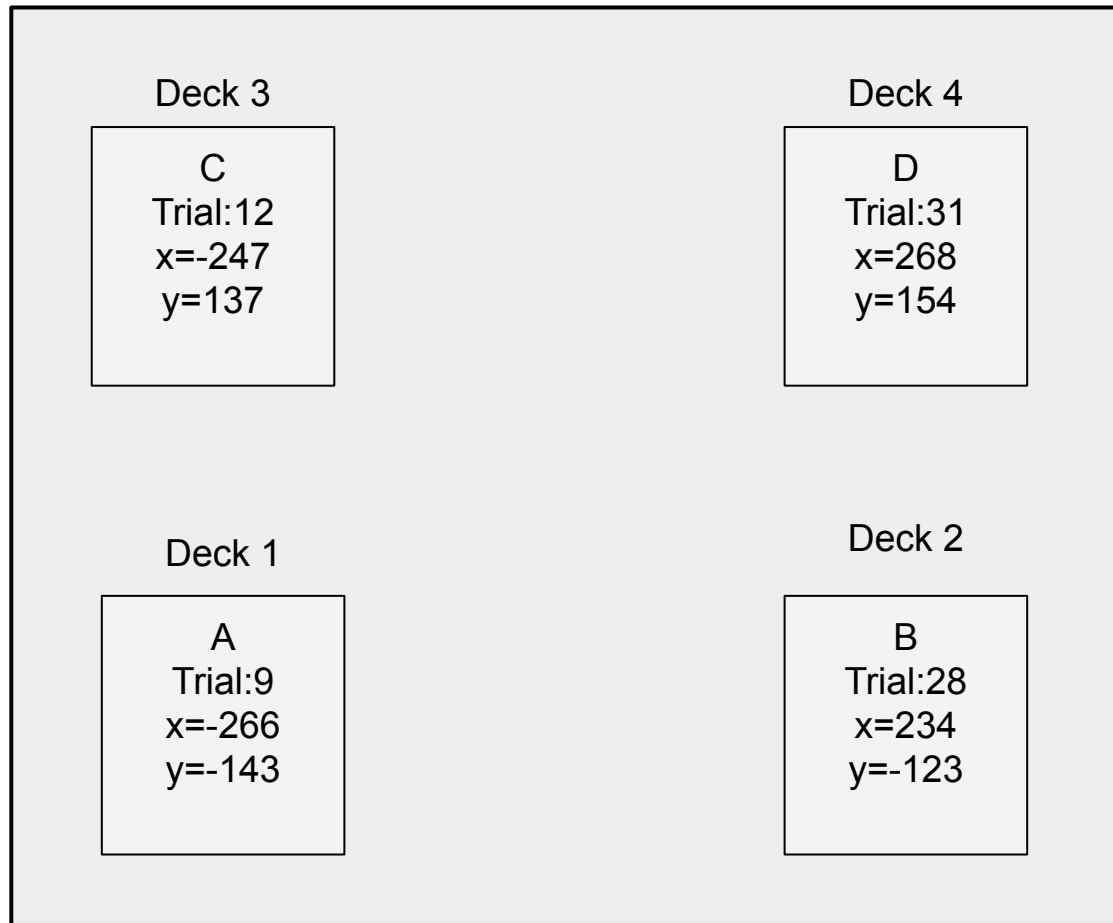 Deck 3
C
Trial:12
x=-247
y=137
Deck 4
D
Trial:31
x=268
y=154
Deck 1
A
Trial:9
x=-266
y=-143
Deck 2
B
Trial:28
x=234
y=-123